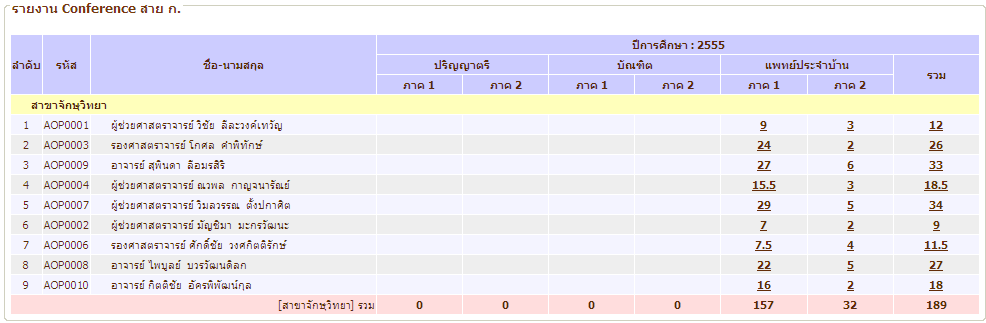 รายงาน Conference สาย ก.
ลำดับ รหัส ชื่อ-นามสกุล ปีการศึกษา : 2555
ปริญญาตรี บัณฑิต แพทย์ประจำบ้าน รวม
ภาค 1 ภาค 2 ภาค 1 ภาค 2 ภาค 1 ภาค 2
สาขาจักษุวิทยา
1 AOP0001 ผู้ช่วยศาสตราจารย์ วิชัย ลีละวงค์เทวัญ 9 3 12
2 AOP0003 รองศาสตราจารย์ โกศล คำพิทักษ์ 24 2 26
3 AOP0009 อาจารย์ สุพินดา ลิ้อมรสิริ 27 6 33
4 AOP0004 ผู้ช่วยศาสตราจารย์ ณวพล กาญจนารัณย์ 15.5 3 18.5
5 AOP0007 ผู้ช่วยศาสตราจารย์ วิมลวรรณ ตั้งปกาศิต 29 5 34
6 AOP0002 ผู้ช่วยศาสตราจารย์ มัญชิมา มะกรวัฒนะ 7 2 9
7 AOP0006 รองศาสตราจารย์ ศักดิ์ชัย วงศกิตติรักษ์ 7.5 4 11.5
8 AOP0008 อาจารย์ ไพบูลย์ บวรวัฒนดิลก 22 5 27
9 AOP0010 อาจารย์ กิตติชัย อัครพิพัฒน์กุล 16 2 18
[สาขาจักษุวิทยา] รวม 0 0 0 0 157 32 189